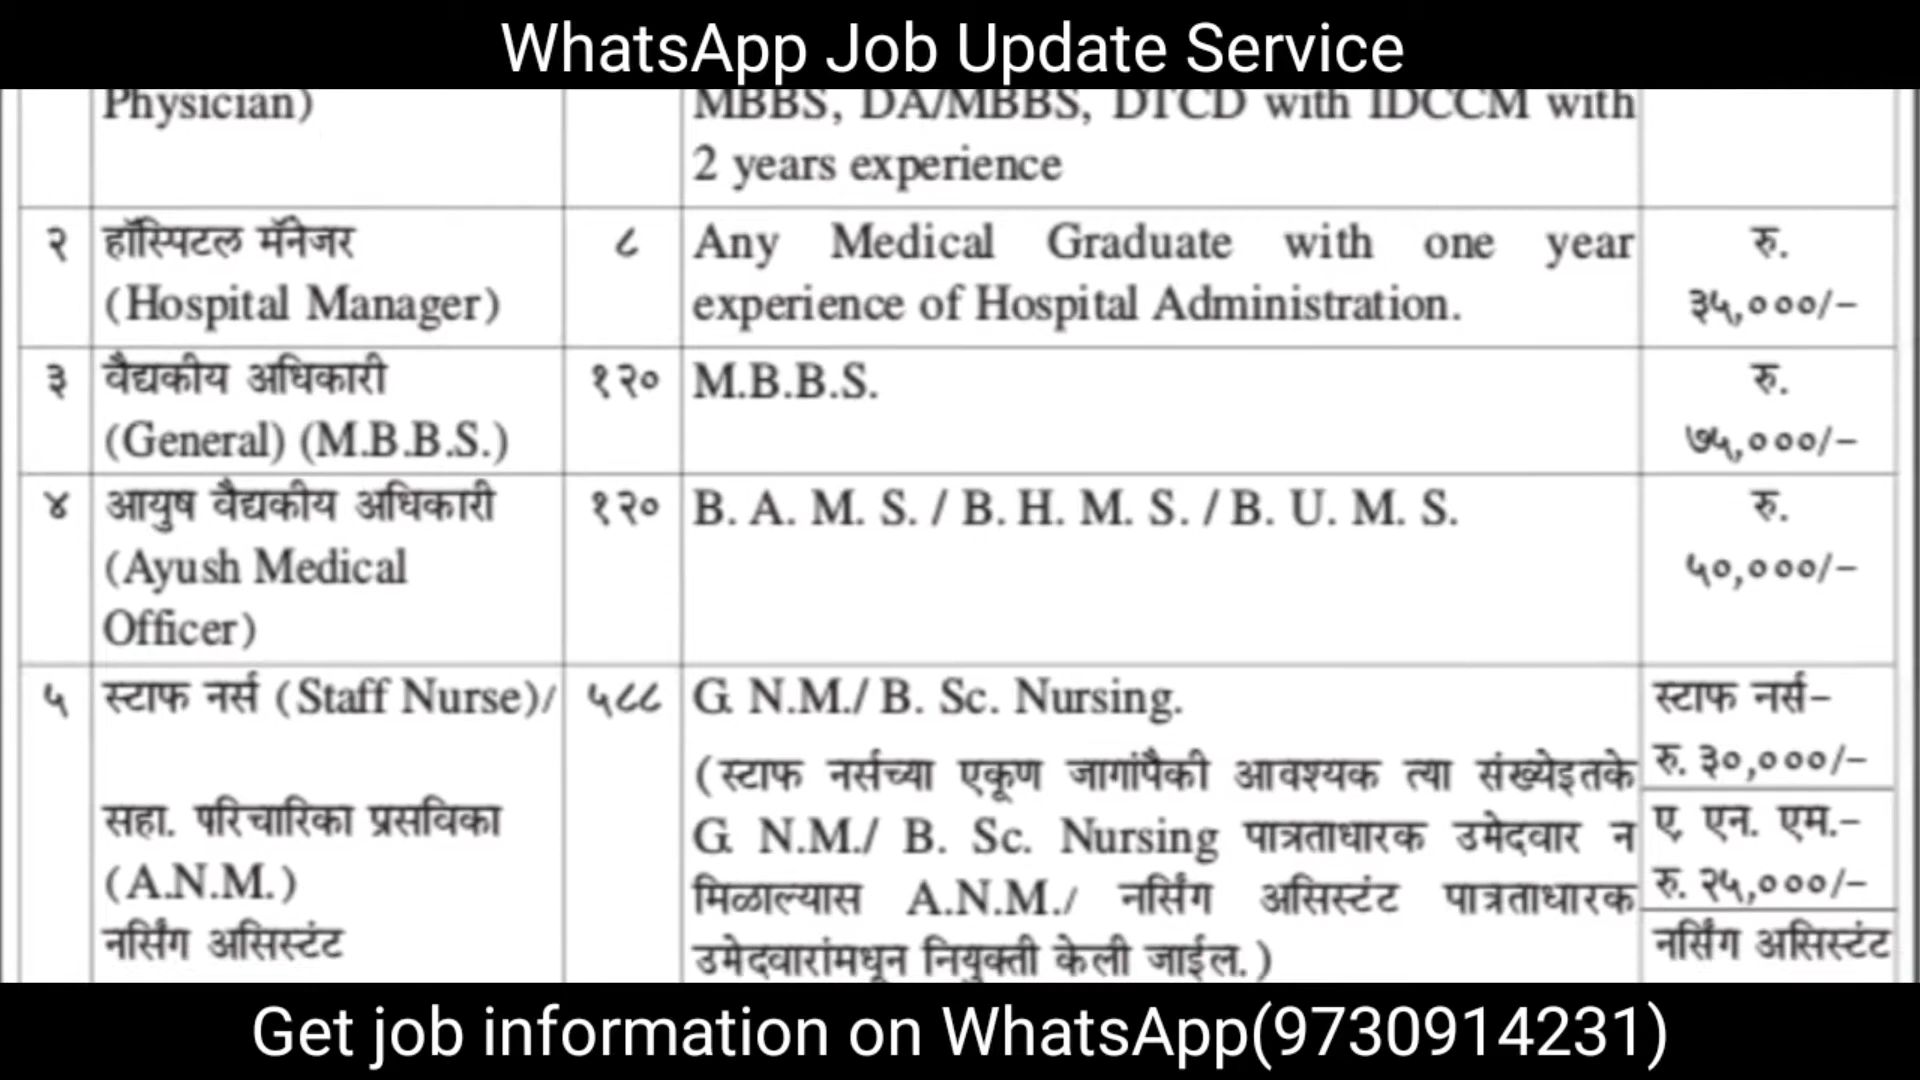 WhatsApp Job Update Service
Physician)
MBBS, DA/MBBS, DTCD with IDCCM with
2 years experience
२ हॉस्पिटल मॅनेजर ८ Any Medical Graduate with one year रु.
(Hospital Manager) experience of Hospital Administration. ३५,०००/–
३ वैद्यकीय अधिकारी १२० M.B.B.S. रु.
(General) (M.B.B.S.) ७५,०००/–
४ आयुष वैद्यकीय अधिकारी १२० B. A. M. S. / B. H. M. S. / B. U. M. S. रु.
(Ayush Medical ५०,०००/–
Officer)
५ स्टाफ नर्स (Staff Nurse)/ ५८८ G. N.M./ B. Sc. Nursing. स्टाफ नर्स–
(स्टाफ नर्सच्या एकूण जागांपैकी आवश्यक त्या संख्येइतके रु. ३०,०००/–
सहा. परिचारिका प्रसविका G. N.M./ B. Sc. Nursing पात्रताधारक उमेदवार न ए. एन. एम.–
(A.N.M.) मिळाल्यास A.N.M./ नर्सिंग असिस्टंट पात्रताधारक रु. २५,०००/–
नर्सिंग असिस्टंट उमेदवारांमधून नियुक्ती केली जाईल.) नर्सिंग असिस्टंट
Get job information on WhatsApp(9730914231)